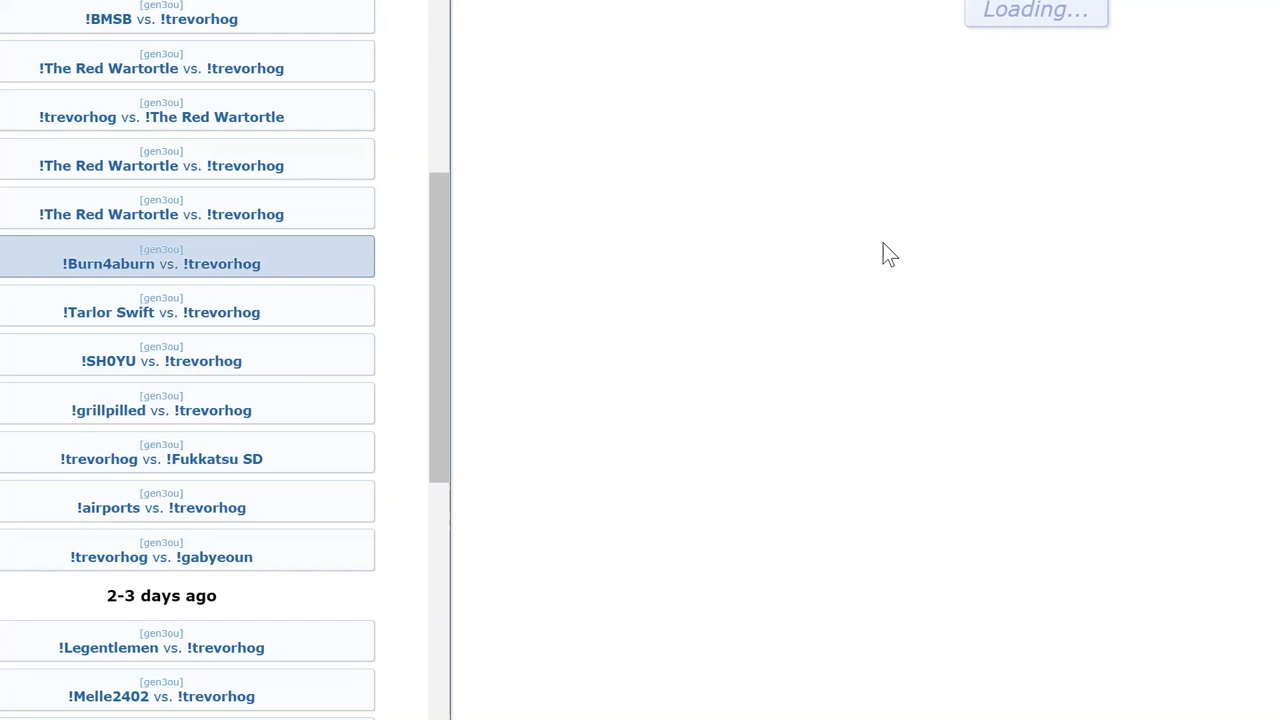 Loading...
!BMSB vs. !trevorhog
[gen3ou]
!The Red Wartortle vs. !trevorhog
[gen3ou]
!trevorhog vs. !The Red Wartortle
[gen3ou]
!The Red Wartortle vs. !trevorhog
[gen3ou]
!The Red Wartortle vs. !trevorhog
[gen3ou]
!Burn4aburn vs. !trevorhog
[gen3ou]
!Tarlor Swift vs. !trevorhog
[gen3ou]
!SH0YU vs. !trevorhog
[gen3ou]
!grillpilled vs. !trevorhog
[gen3ou]
!trevorhog vs. !Fukkatsu SD
[gen3ou]
!airports vs. !trevorhog
[gen3ou]
!trevorhog vs. !gabyeoun
2-3 days ago
[gen3ou]
!Legentlemen vs. !trevorhog
[gen3ou]
!Melle2402 vs. !trevorhog